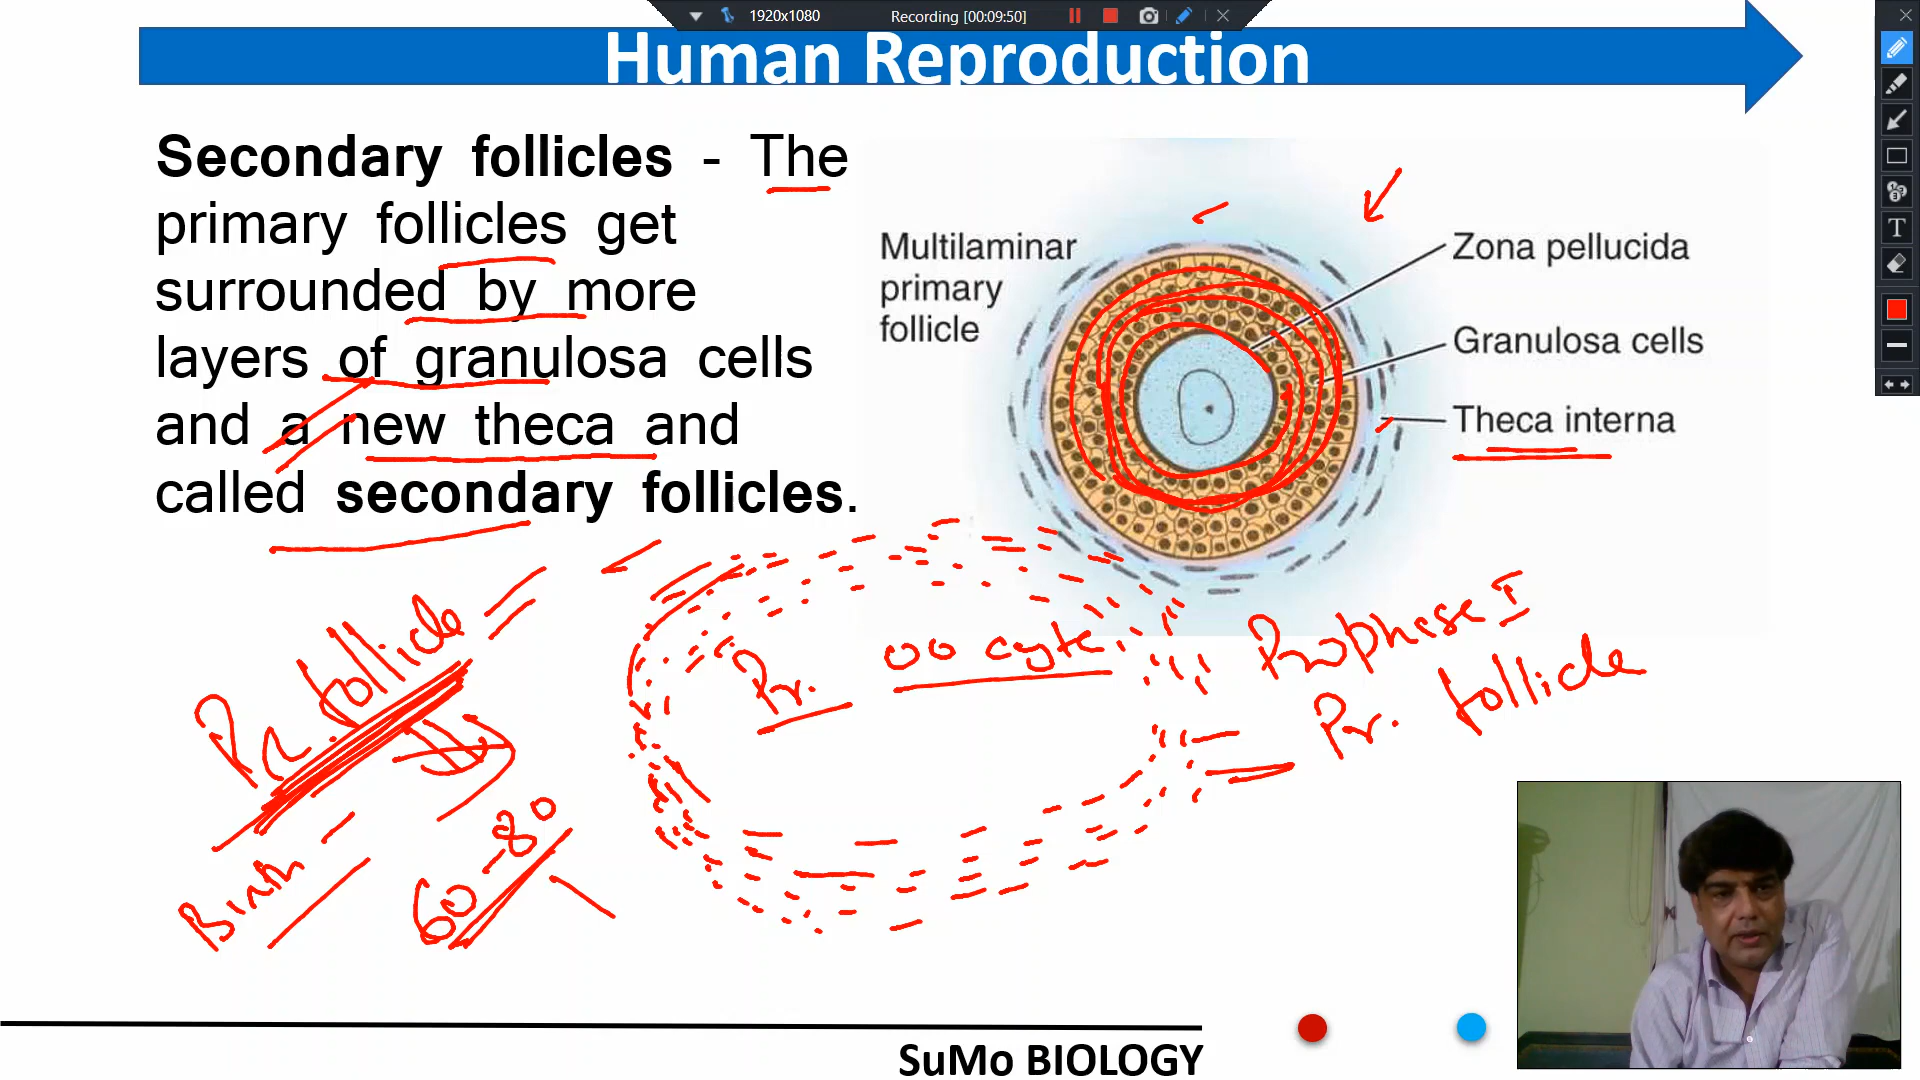 1920x1080
Recording [00:09:50]
Human Reproduction
Secondary follicles - The
primary follicles get
surrounded by more
layers of granulosa cells
and a new theca and
called secondary follicles.
Multilaminar
primary
follicle
Zona pellucida
Granulosa cells
Theca interna
T
Pr. follicle
Birth
60-80
Pr. oocyte
Prophase I
Pr. follicle
SuMo BIOLOGY